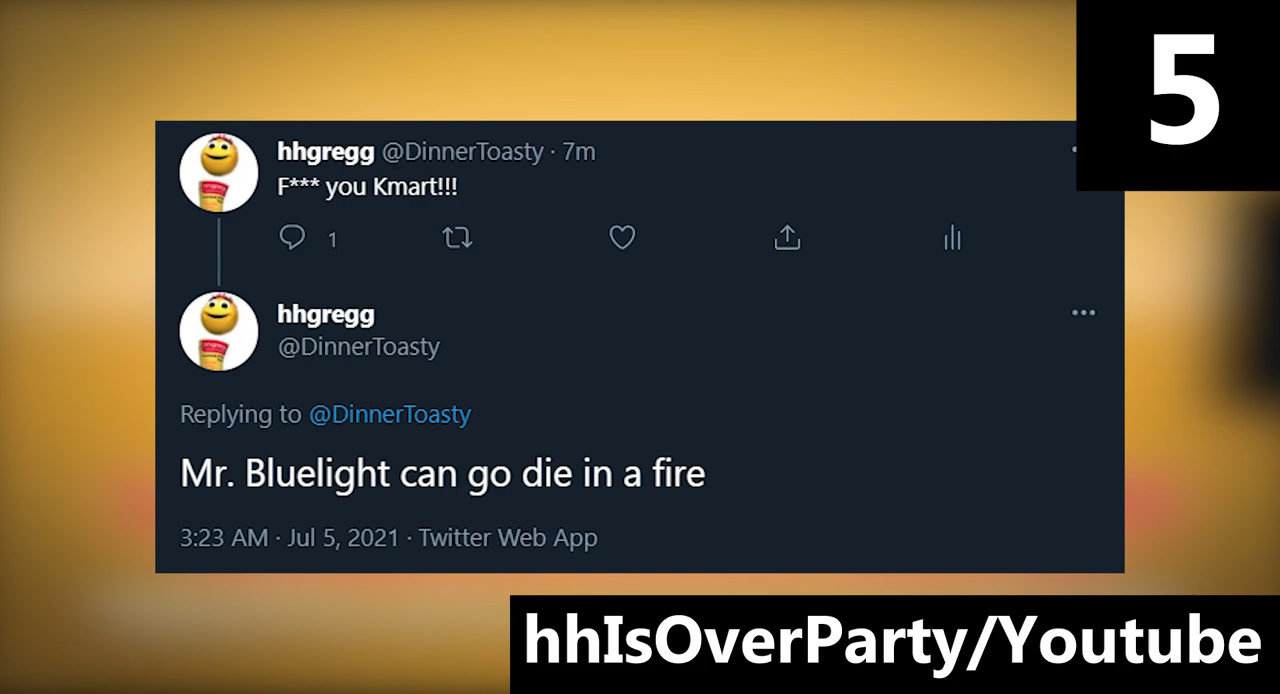 5
hhgregg @DinnerToasty · 7m
F*** you Kmart!!!
1
hhgregg
@DinnerToasty
Replying to @DinnerToasty
Mr. Bluelight can go die in a fire
3:23 AM · Jul 5, 2021 · Twitter Web App
hhIsOverParty/Youtube